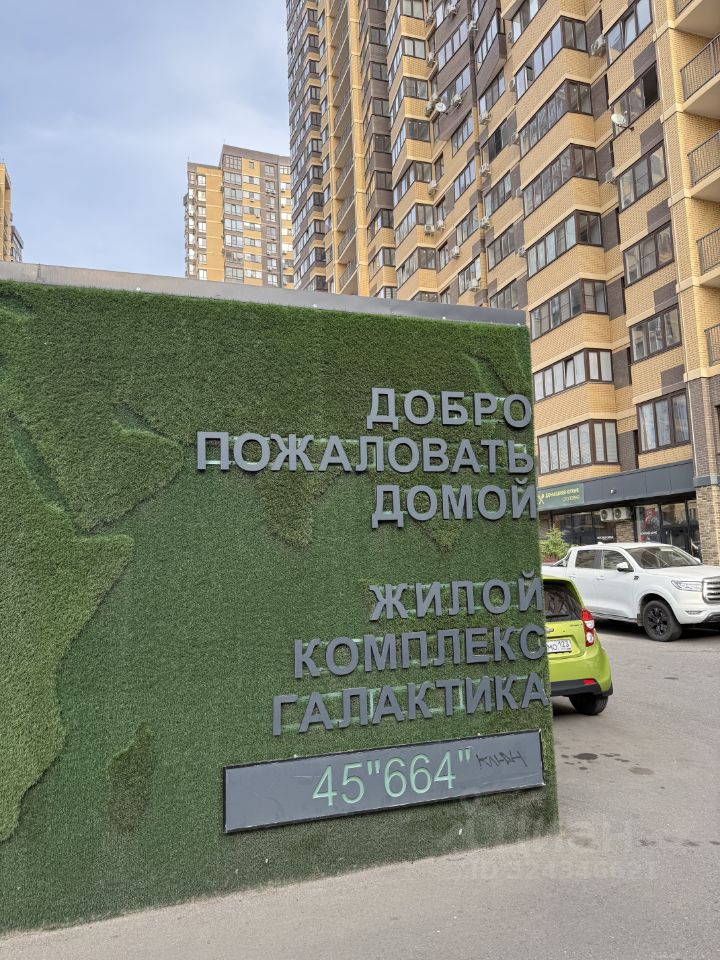 ДОБРО
ПОЖАЛОВАТЬ
ДОМОЙ
ЖИЛОЙ
КОМПЛЕКС
ГАЛАКТИКА
45"664"